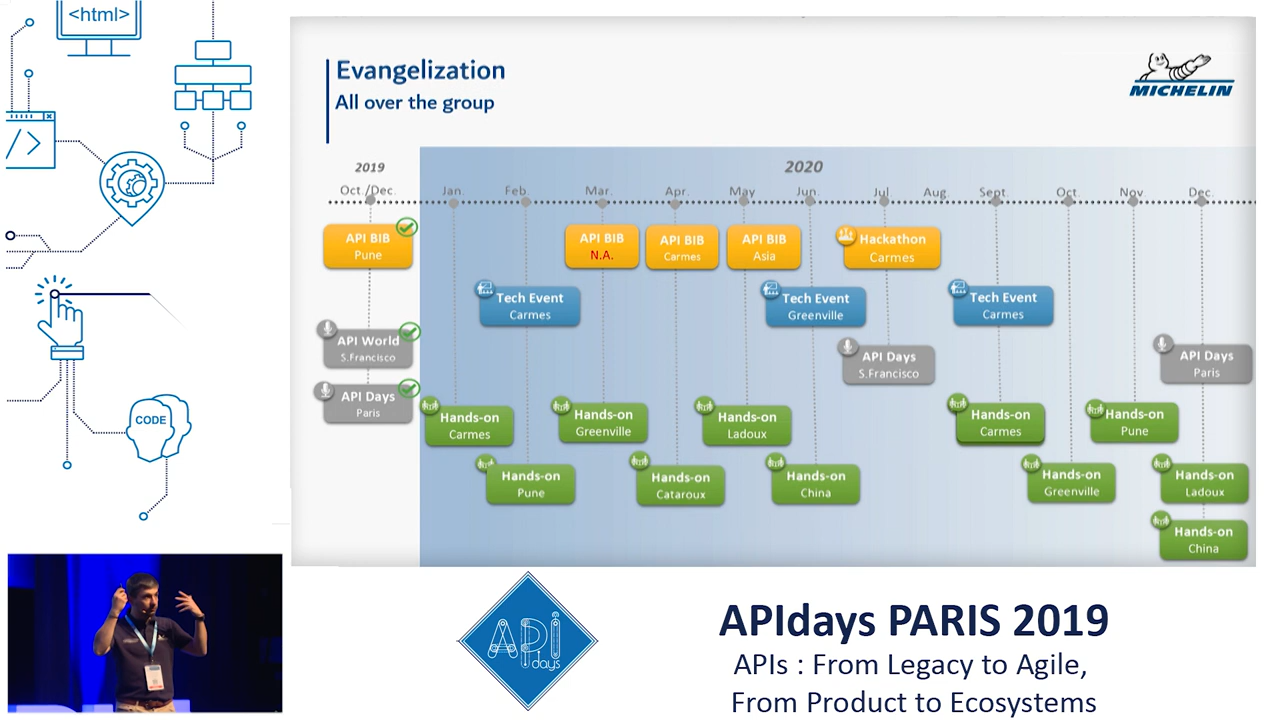 <html>
/>
CODE
Evangelization
All over the group
MICHELIN
2019
2020
Oct./Dec.
Jan.
Feb.
Mar.
Apr.
May
Jun.
Jul
Aug.
Sept.
Oct.
Nov.
Dec.
API BIB
Pune
API BIB
N.A.
API BIB
Carmes
API BIB
Asia
Hackathon
Carmes
Tech Event
Carmes
Tech Event
Greenville
Tech Event
Carmes
API World
S.Francisco
API Days
S.Francisco
API Days
Paris
API Days
Paris
Hands-on
Carmes
Hands-on
Greenville
Hands-on
Ladoux
Hands-on
Carmes
Hands-on
Pune
Hands-on
Pune
Hands-on
Cataroux
Hands-on
China
Hands-on
Greenville
Hands-on
Ladoux
Hands-on
China
API
days
APIdays PARIS 2019
APIs : From Legacy to Agile,
From Product to Ecosystems